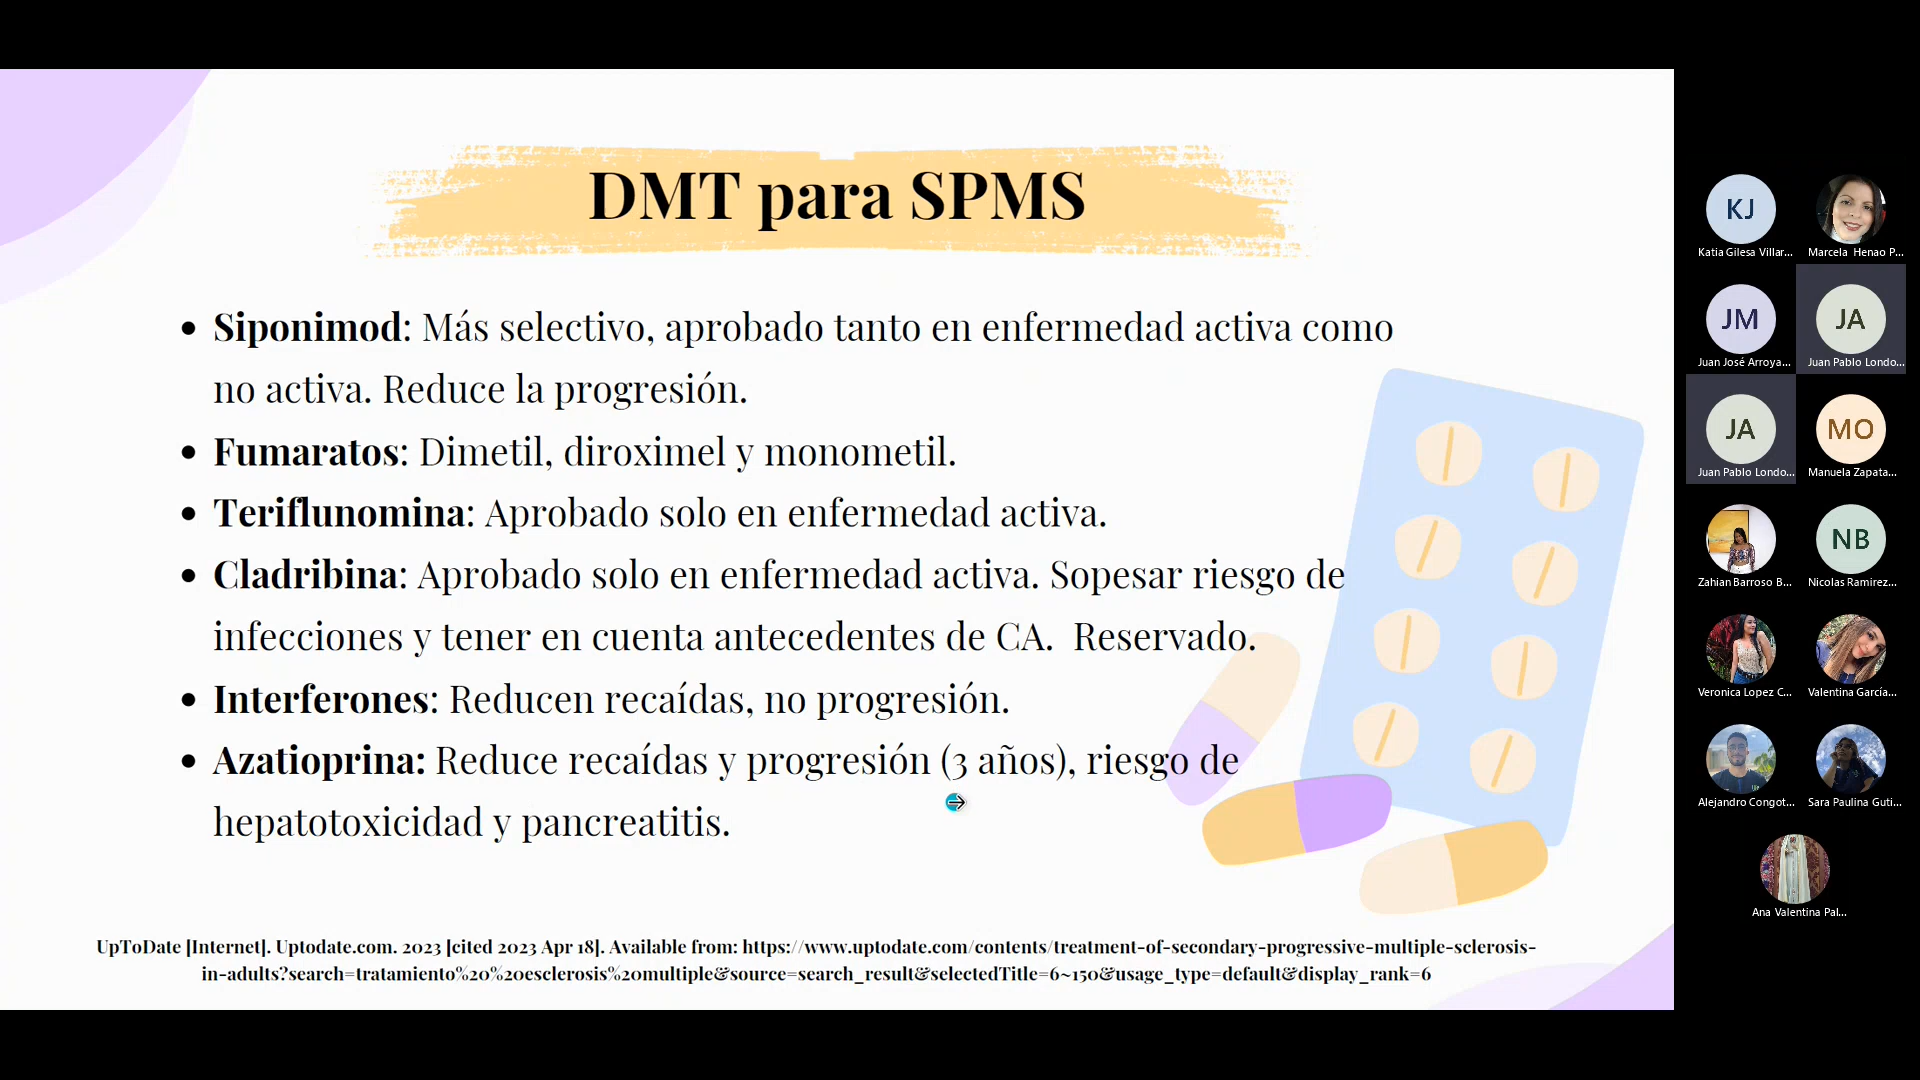 DMT para SPMS
• Siponimod: Más selectivo, aprobado tanto en enfermedad activa como
no activa. Reduce la progresión.
• Fumaratos: Dimetil, diroximel y monometil.
• Teriflunomina: Aprobado solo en enfermedad activa.
• Cladribina: Aprobado solo en enfermedad activa. Sopesar riesgo de
infecciones y tener en cuenta antecedentes de CA. Reservado.
• Interferones: Reducen recaídas, no progresión.
• Azatioprina: Reduce recaídas y progresión (3 años), riesgo de
hepatotoxicidad y pancreatitis.
UpToDate [Internet]. Uptodate.com. 2023 [cited 2023 Apr 18]. Available from: https://www.uptodate.com/contents/treatment-of-secondary-progressive-multiple-sclerosis-
in-adults?search=tratamiento%20%20esclerosis%20multiple&source=search_result&selectedTitle=6~150&usage_type=default&display_rank=6
KJ
Katia Gilesa Villar...
Marcela Henao P...
JM
Juan José Arroya...
JA
Juan Pablo Londo...
JA
Juan Pablo Londo...
MO
Manuela Zapata...
Zahian Barroso B...
NB
Nicolas Ramirez...
Veronica Lopez C...
Valentina García...
Alejandro Congot...
Sara Paulina Guti...
Ana Valentina Pal...